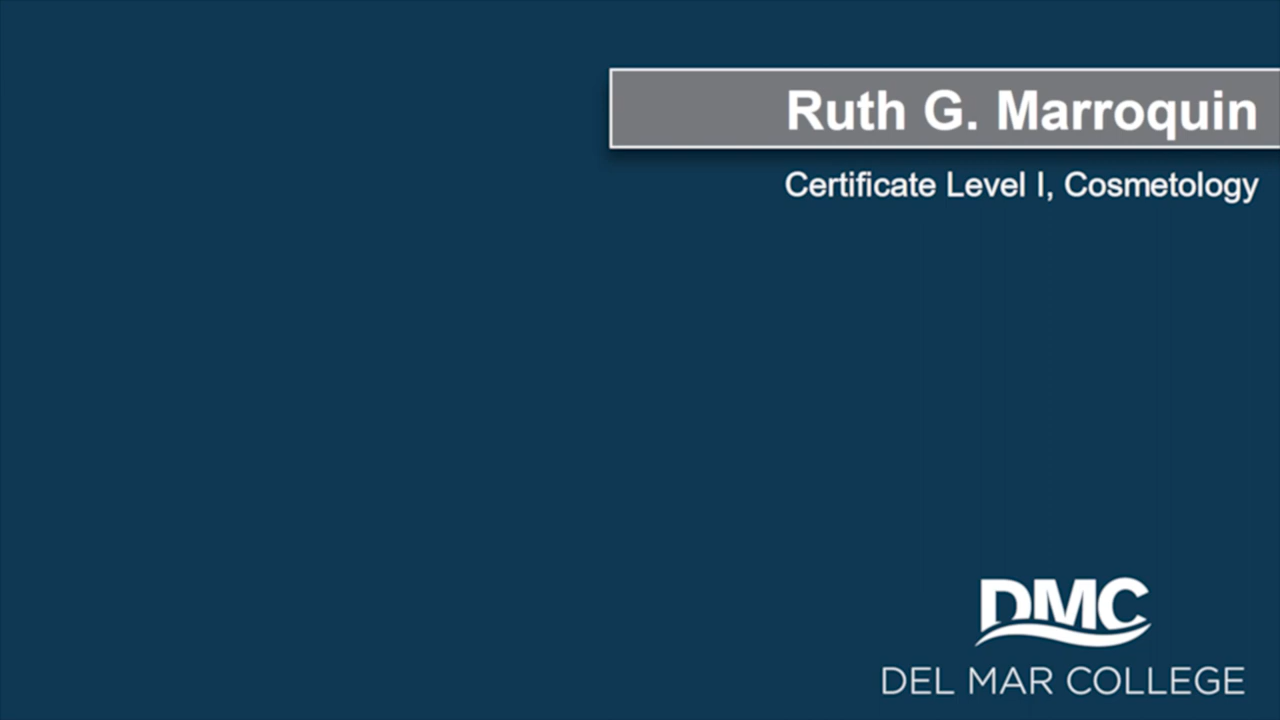 Ruth G. Marroquin
Certificate Level I, Cosmetology
DMC
DEL MAR COLLEGE